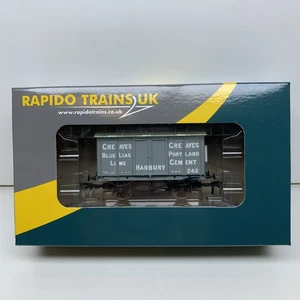 RAPIDO TRAINS UK
www.rapidotrains.co.uk
GREAVES
BLUE LIAS
LIME
HARBURY
GREAVES
PORTLAND
CEMENT
242